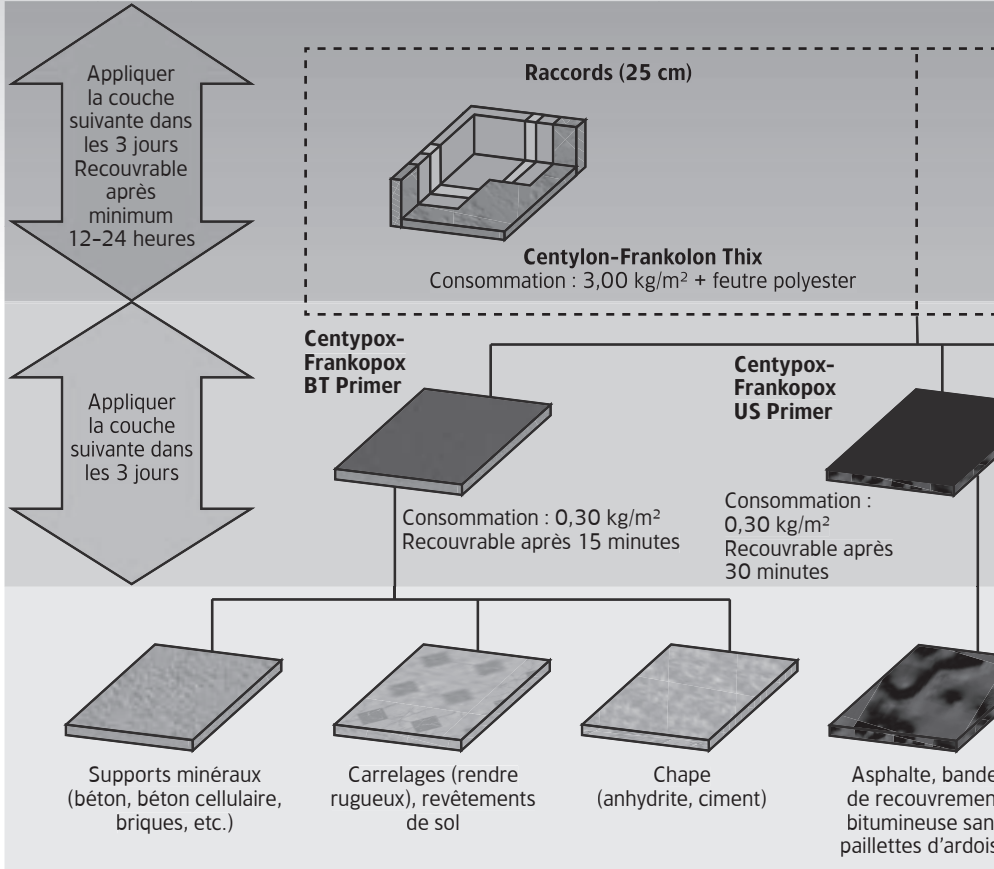 Appliquer
la couche
suivante dans
les 3 jours
Recouvrable
après
minimum
12–24 heures
Raccords (25 cm)
Centylon-Frankolon Thix
Consommation : 3,00 kg/m² + feutre polyester
Appliquer
la couche
suivante dans
les 3 jours
Centypox-
Frankopox
BT Primer
Consommation : 0,30 kg/m²
Recouvrable après 15 minutes
Centypox-
Frankopox
US Primer
Consommation :
0,30 kg/m²
Recouvrable après
30 minutes
Supports minéraux
(béton, béton cellulaire,
briques, etc.)
Carrelages (rendre
rugueux), revêtements
de sol
Chape
(anhydrite, ciment)
Asphalte, bande
de recouvremen
bitumineuse san
paillettes d'ardois